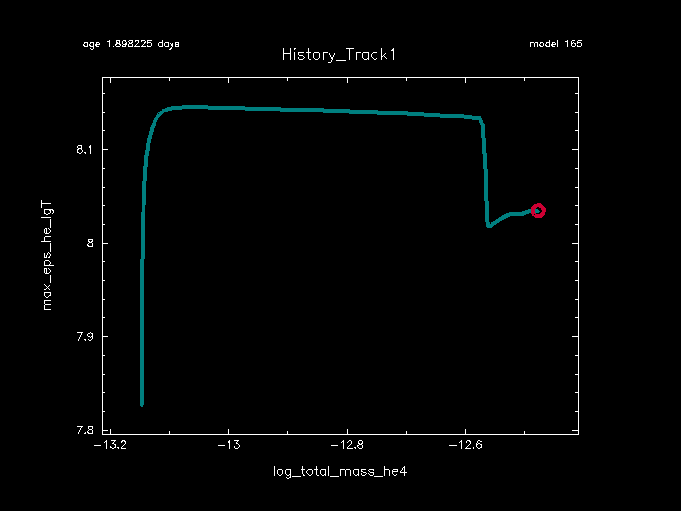 age 1.898225 days
model 165
History_Track1
8.1
8
7.9
7.8
max_eps_he_lgT
−13.2
−13
−12.8
−12.6
log_total_mass_he4